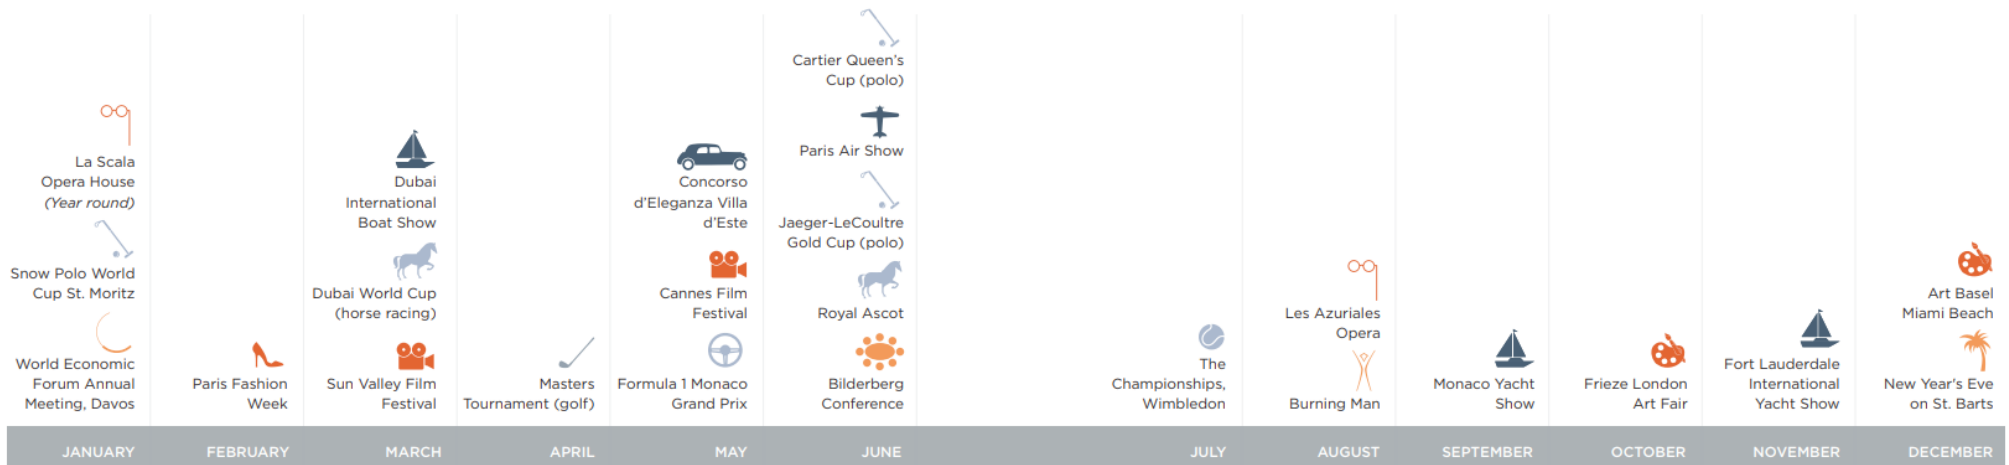 La Scala
Opera House
(Year round)
Snow Polo World
Cup St. Moritz
World Economic
Forum Annual
Meeting, Davos
JANUARY
Paris Fashion
Week
FEBRUARY
Dubai
International
Boat Show
Dubai World Cup
(horse racing)
Sun Valley Film
Festival
MARCH
Masters
Tournament (golf)
APRIL
Concorso
d'Eleganza Villa
d'Este
Cannes Film
Festival
Formula 1 Monaco
Grand Prix
MAY
Cartier Queen's
Cup (polo)
Paris Air Show
Jaeger-LeCoultre
Gold Cup (polo)
Royal Ascot
Bilderberg
Conference
JUNE
The
Championships,
Wimbledon
JULY
Les Azuriales
Opera
Burning Man
AUGUST
Monaco Yacht
Show
SEPTEMBER
Frieze London
Art Fair
OCTOBER
Fort Lauderdale
International
Yacht Show
NOVEMBER
Art Basel
Miami Beach
New Year's Eve
on St. Barts
DECEMBER